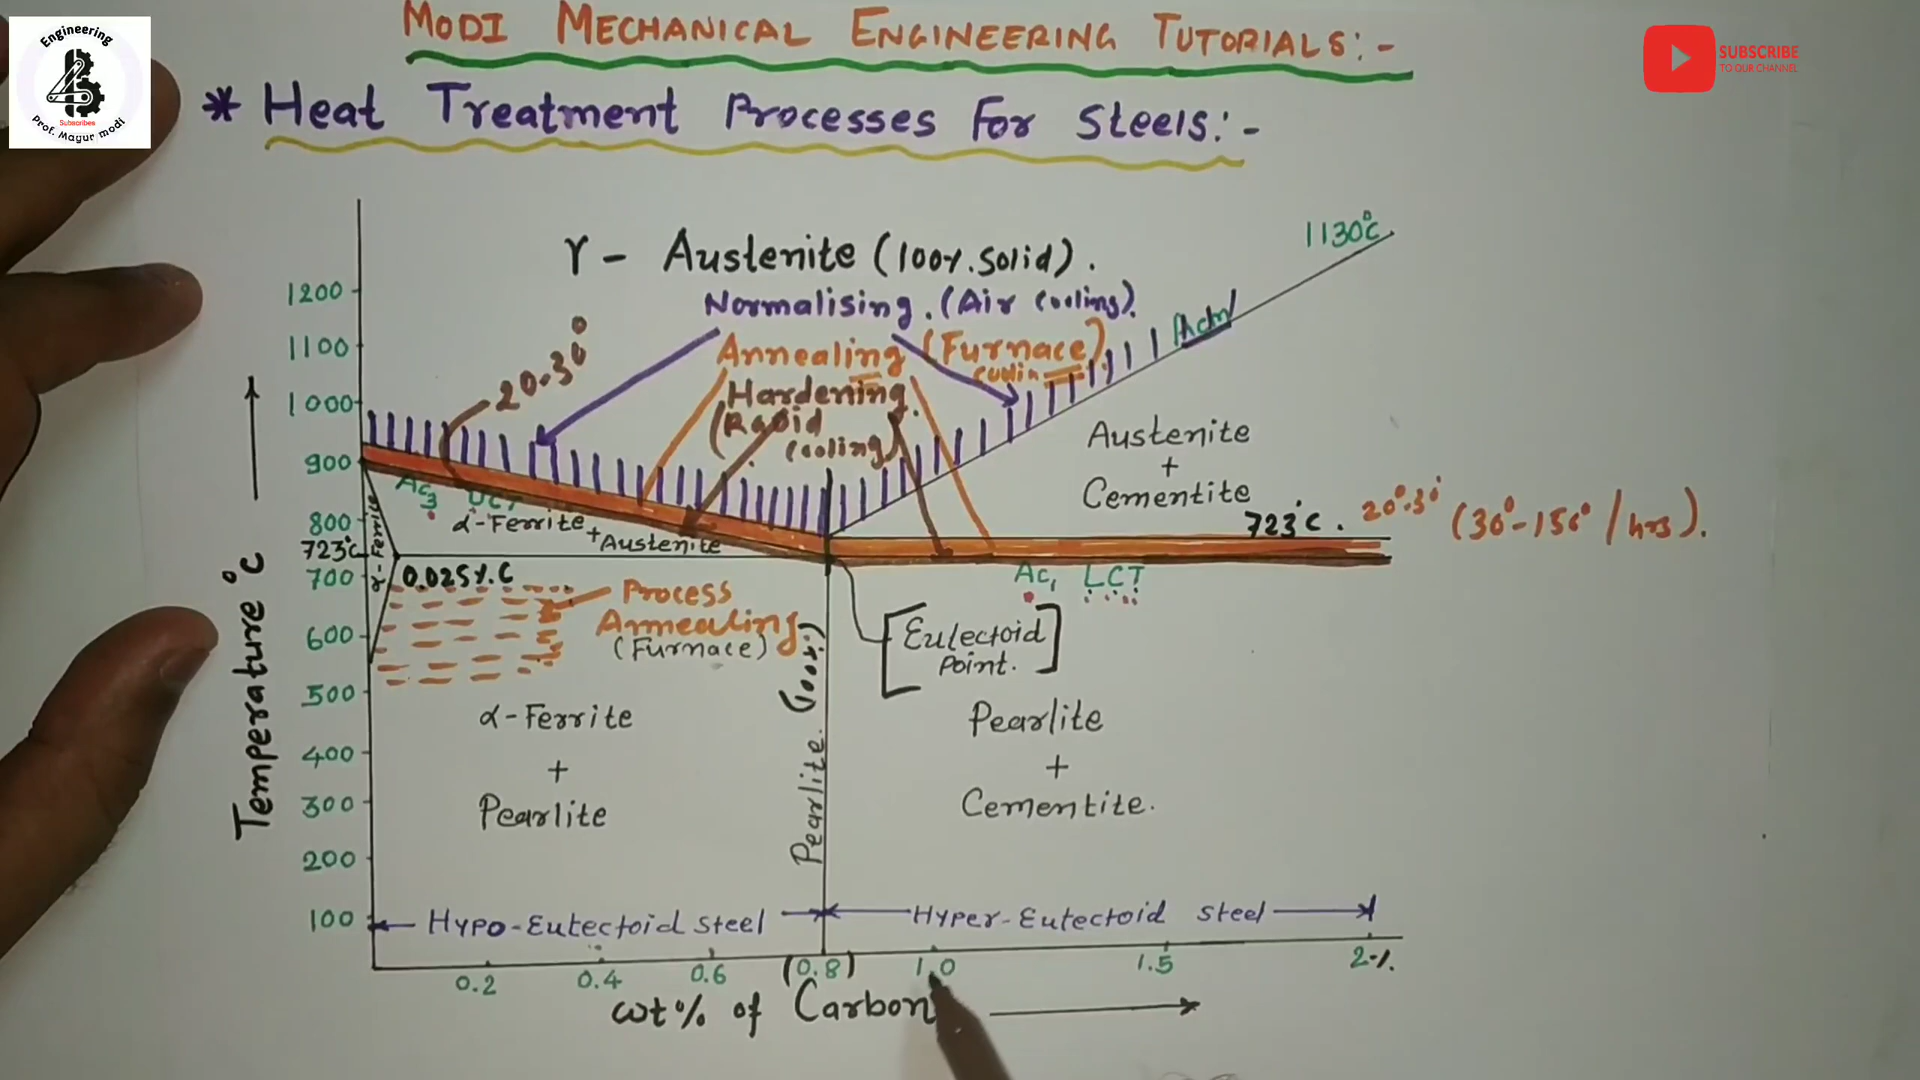 MODI MECHANICAL ENGINEERING TUTORIALS:-
Engineering
Subscribes
Prof. Mayur modi
SUBSCRIBE
TO OUR CHANNEL
* Heat Treatment Processes For Steels:-
1130°C
γ - Austenite (100%.Solid).
Normalising. (Air cooling).
Annealing (Furnace)
Hardening.
(Rapid
cooling)
Acm
20-30°
1200
1100
1000
900
800
723°C
700
600
500
400
300
200
100
Temperature °C
Ac3 UCT
α-Ferrite
α-Ferrite + Austenite
Austenite
+
Cementite
723°C. 20°-30° (30°-150°/hrs).
0.025%.C
Ac1 LCT
Process
Annealing
(Furnace)
[Eutectoid
Point.]
Pearlite. (100%)
α-Ferrite
+
Pearlite
Pearlite
+
Cementite.
Hypo-Eutectoid steel
Hyper-Eutectoid steel
0.2 0.4 0.6 (0.8) 1.0 1.5 2%.
wt% of Carbon